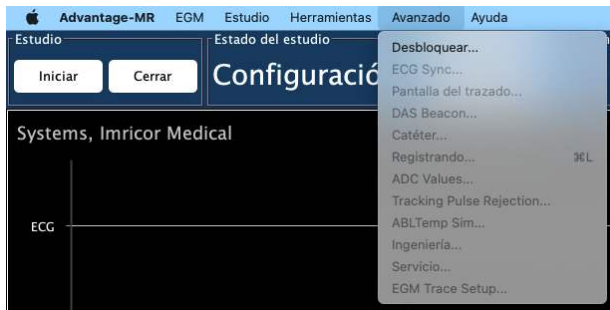 Advantage-MR EGM Estudio Herramientas Avanzado Ayuda
Estudio
Estado del estudio
Iniciar
Cerrar
Configuració
Systems, Imricor Medical
ECG
Desbloquear...
ECG Sync...
Pantalla del trazado...
DAS Beacon...
Catéter...
Registrando... ⌘L
ADC Values...
Tracking Pulse Rejection...
ABLTemp Sim...
Ingeniería...
Servicio...
EGM Trace Setup...